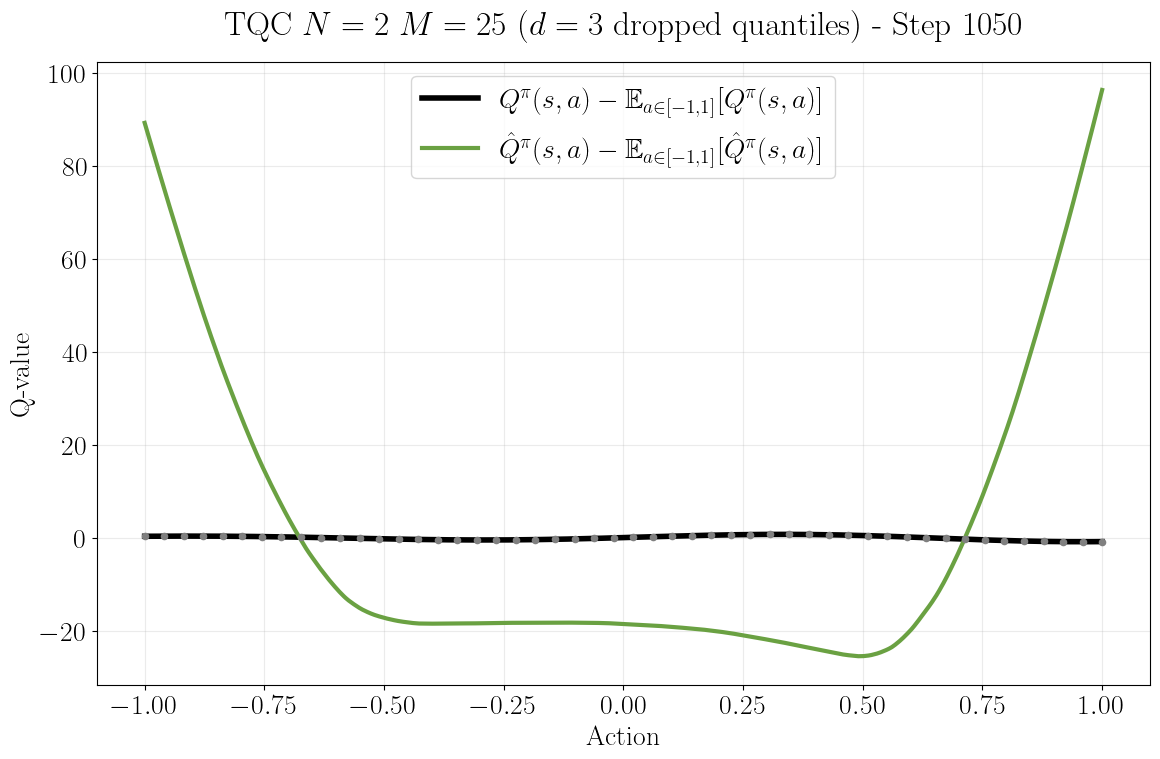 TQC N = 2 M = 25 (d = 3 dropped quantiles) - Step 1050
100
80
60
40
20
0
−20
Q-value
Q^π(s, a) − 𝔼_{a∈[−1,1]}[Q^π(s, a)]
Q̂^π(s, a) − 𝔼_{a∈[−1,1]}[Q̂^π(s, a)]
−1.00 −0.75 −0.50 −0.25 0.00 0.25 0.50 0.75 1.00
Action